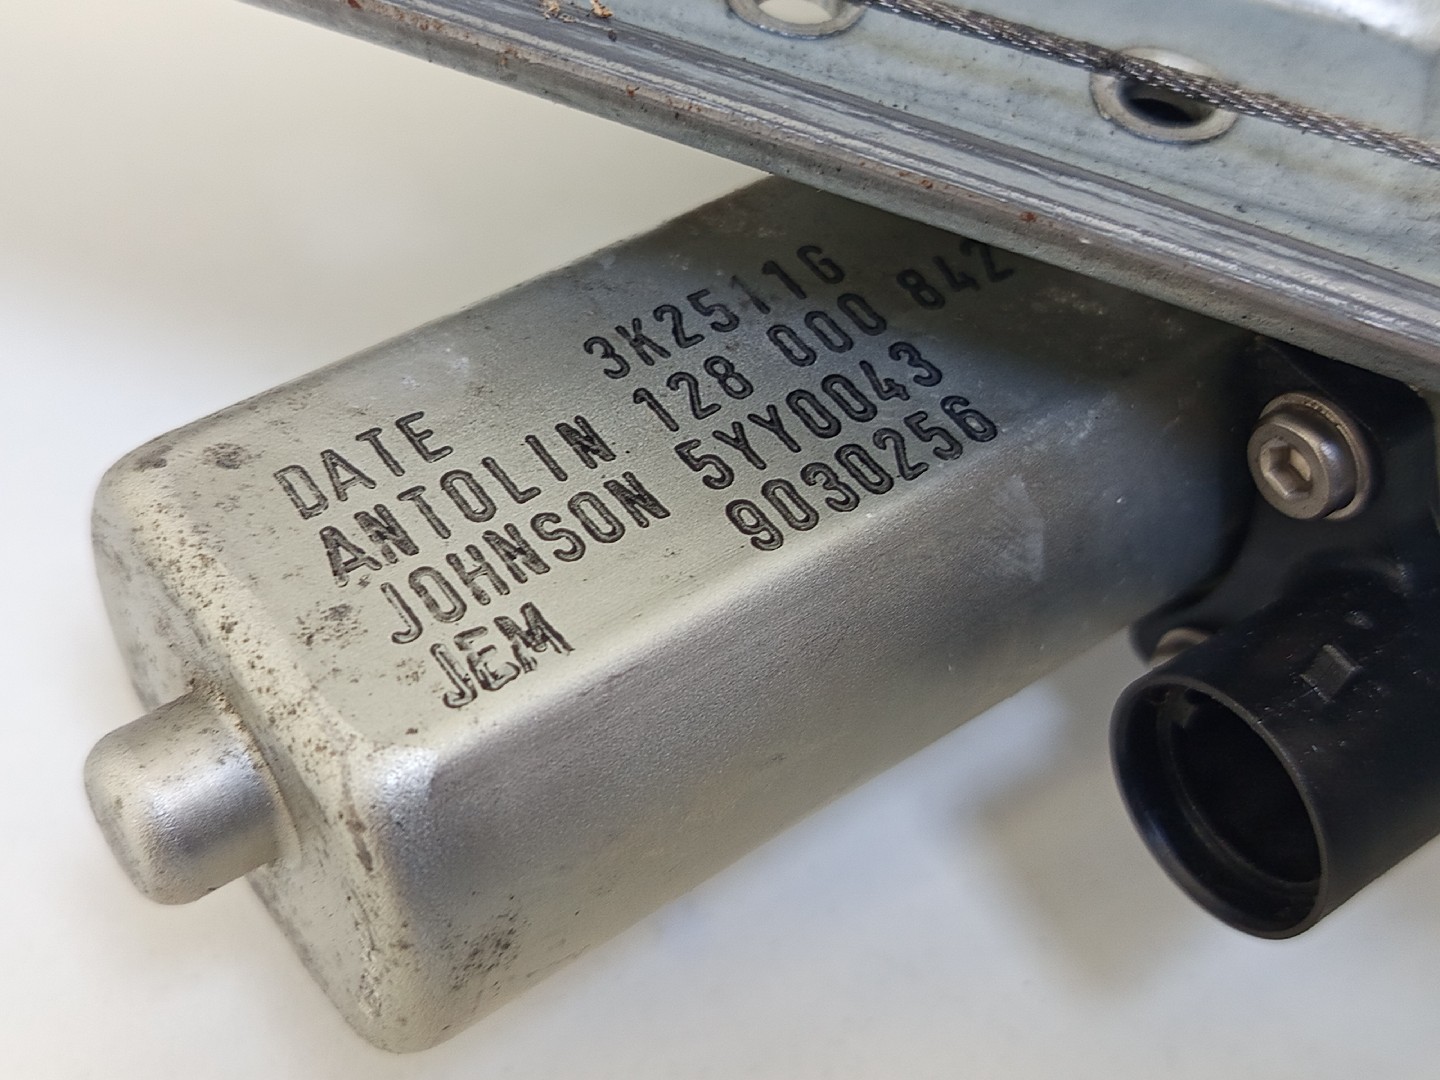 DATE 3K25116
ANTOLIN 128 000 842
JOHNSON 5YY0043
JEM 9030256